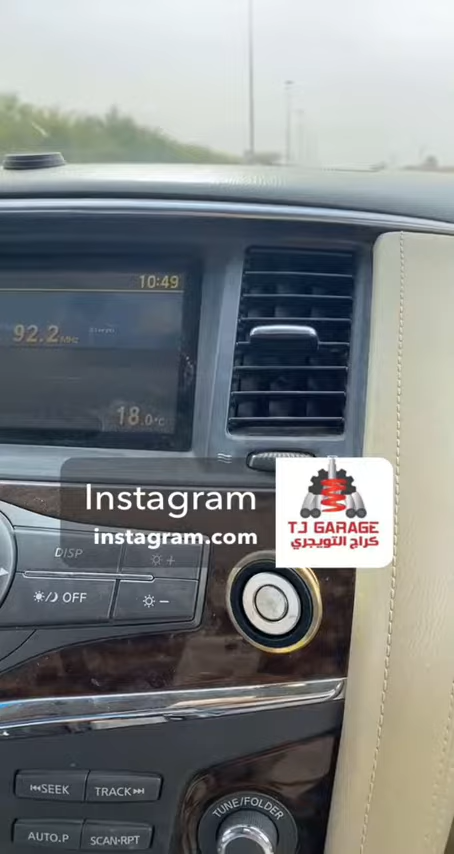 10:49
92.2 MHz
18.0°C
Instagram
instagram.com
TJ GARAGE
كراج التويجري
DISP
+
OFF
-
SEEK
TRACK
TUNE/FOLDER
AUTO.P
SCAN·RPT